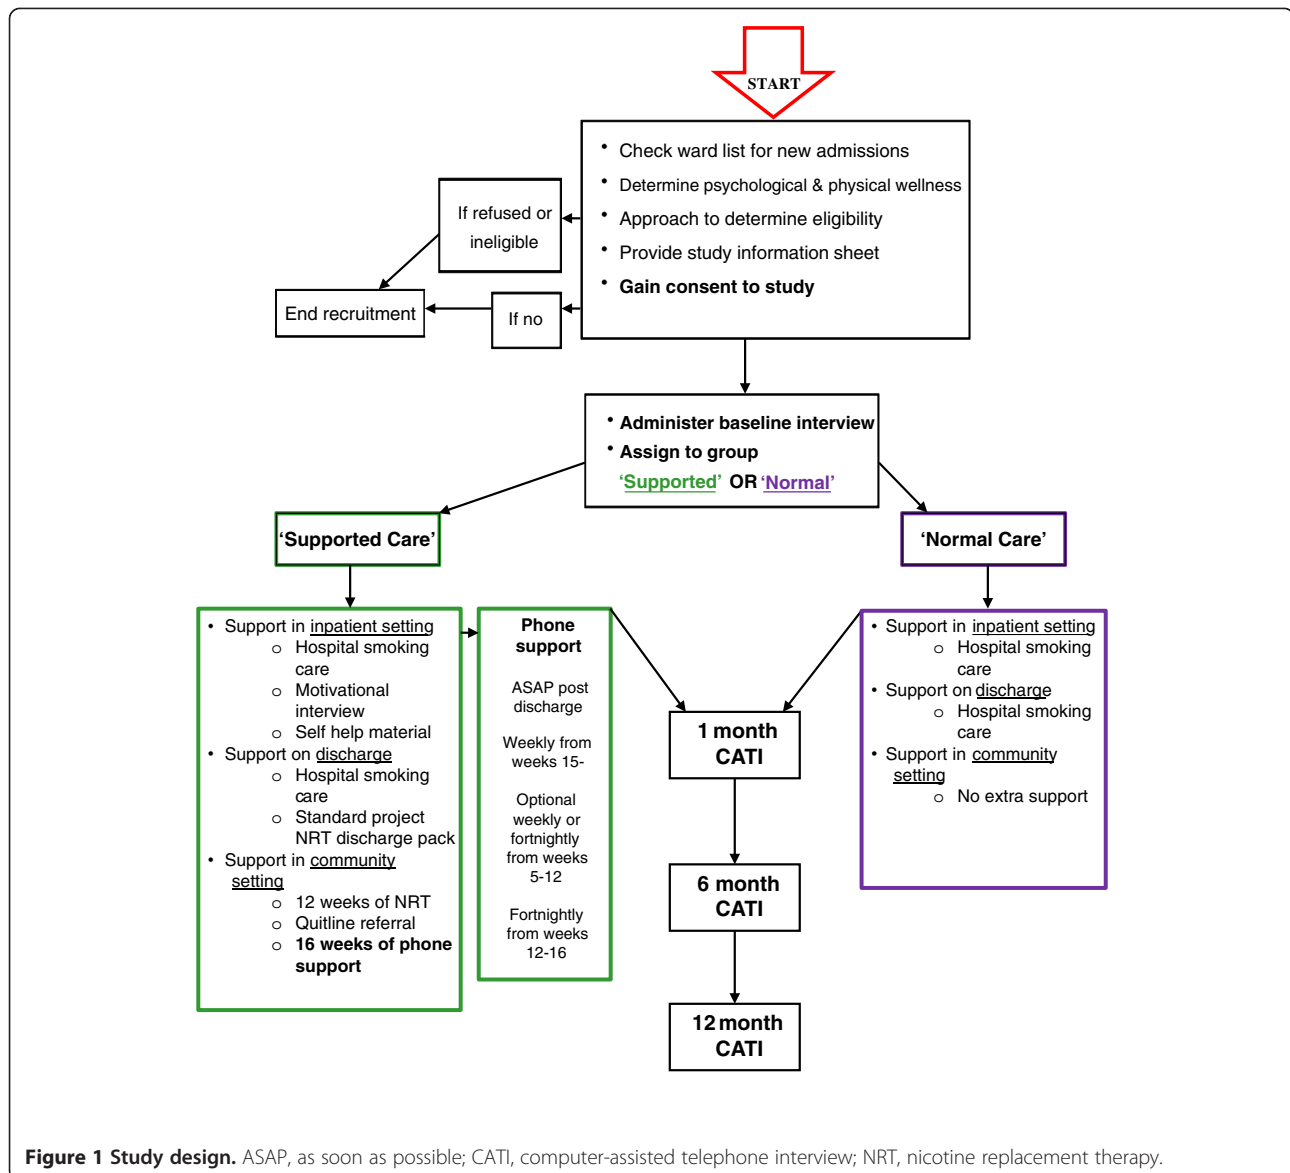 START
• Check ward list for new admissions
• Determine psychological & physical wellness
• Approach to determine eligibility
• Provide study information sheet
• Gain consent to study
If refused or
ineligible
End recruitment
If no
• Administer baseline interview
• Assign to group
‘Supported’ OR ‘Normal’
‘Supported Care’
‘Normal Care’
• Support in inpatient setting
o Hospital smoking
care
o Motivational
interview
o Self help material
• Support on discharge
o Hospital smoking
care
o Standard project
NRT discharge pack
• Support in community
setting
o 12 weeks of NRT
o Quitline referral
o 16 weeks of phone
support
Phone
support
ASAP post
discharge
Weekly from
weeks 15-
Optional
weekly or
fortnightly
from weeks
5-12
Fortnightly
from weeks
12-16
1 month
CATI
6 month
CATI
12 month
CATI
• Support in inpatient setting
o Hospital smoking
care
• Support on discharge
o Hospital smoking
care
• Support in community
setting
o No extra support
Figure 1 Study design. ASAP, as soon as possible; CATI, computer-assisted telephone interview; NRT, nicotine replacement therapy.